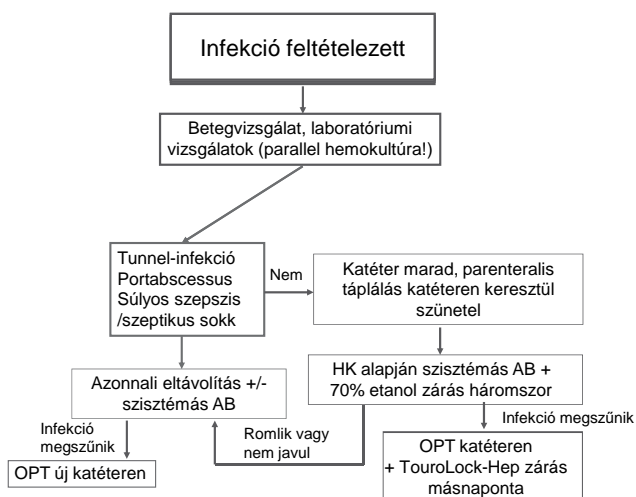 Infekció feltételezett
Betegvizsgálat, laboratóriumi
vizsgálatok (parallel hemokultúra!)
Tunnel-infekció
Portabscessus
Súlyos szepszis
/szeptikus sokk
Nem
Katéter marad, parenteralis
táplálás katéteren keresztül
szünetel
Azonnali eltávolítás +/-
szisztémás AB
HK alapján szisztémás AB +
70% etanol zárás háromszor
Infekció
megszűnik
Romlik vagy
nem javul
Infekció megszűnik
OPT új katéteren
OPT katéteren
+ TouroLock-Hep zárás
másnaponta